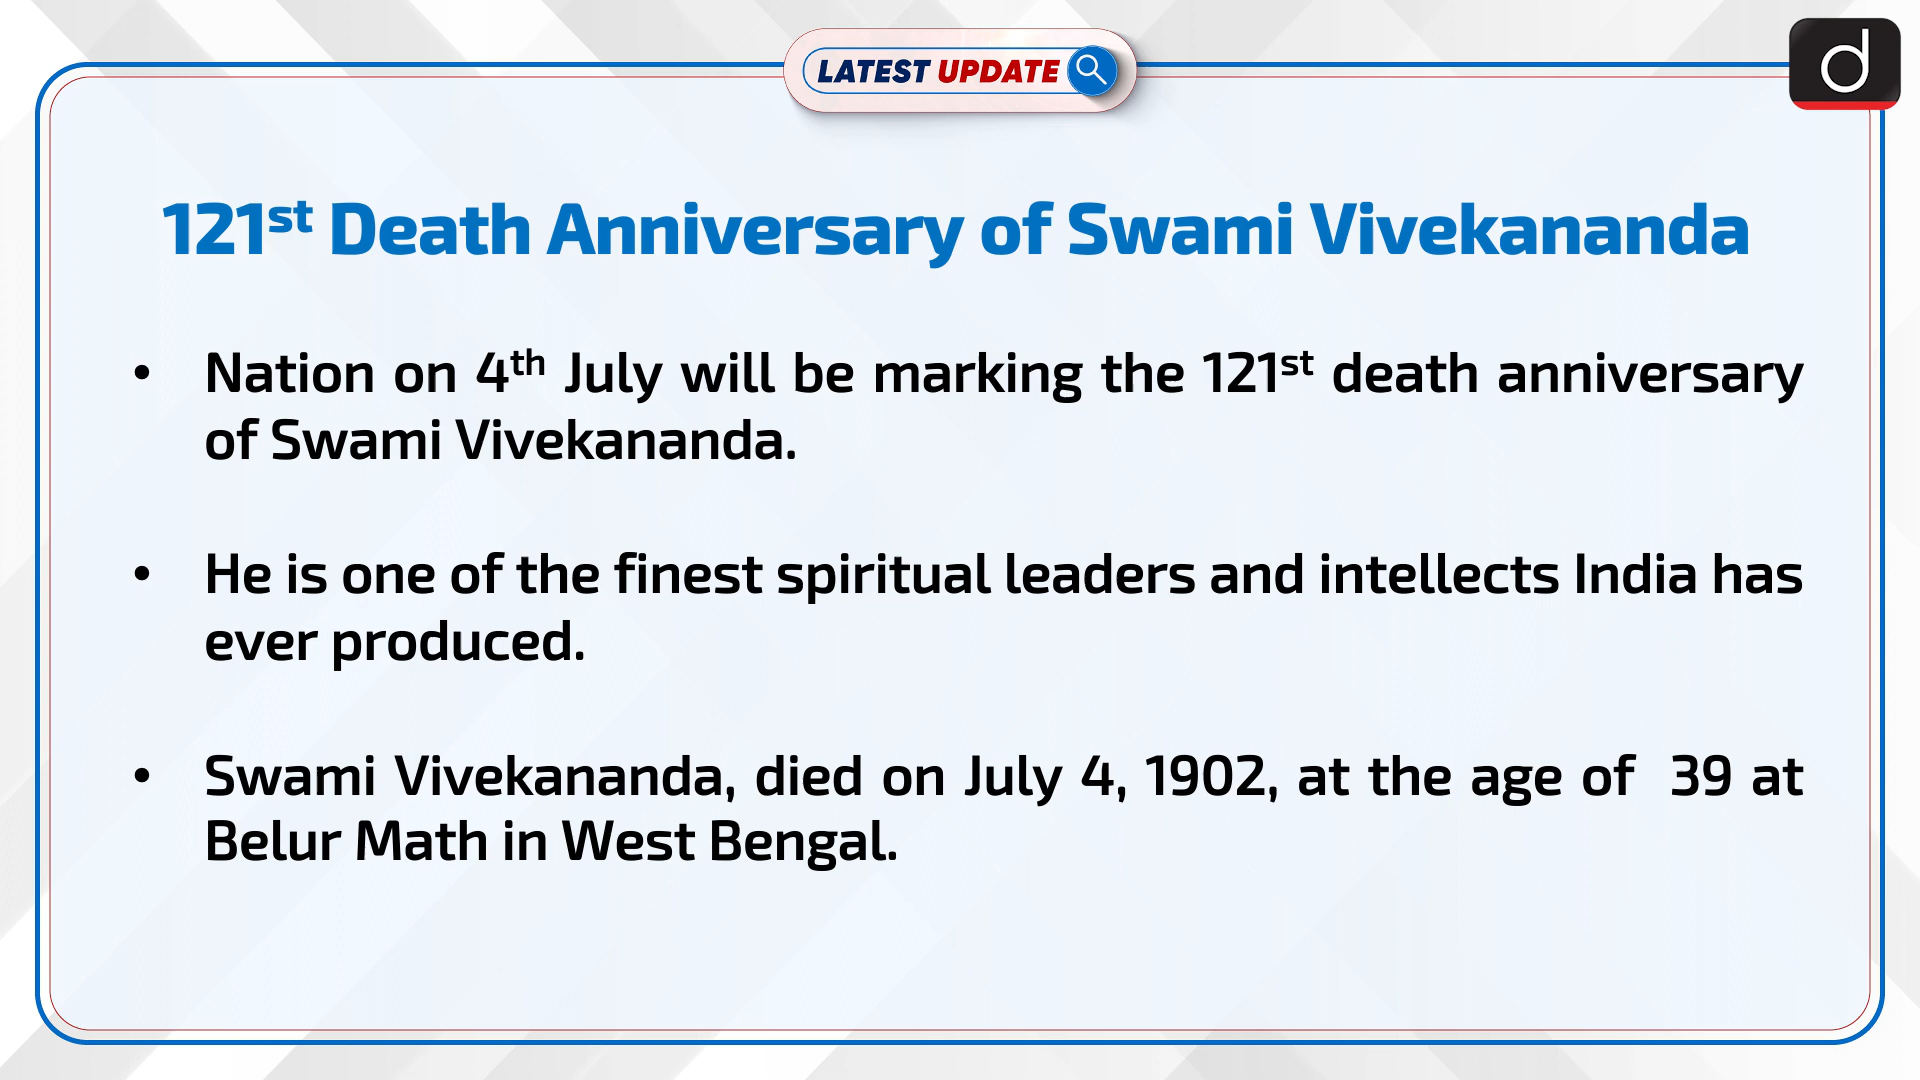 LATEST UPDATE
d
121st Death Anniversary of Swami Vivekananda
• Nation on 4th July will be marking the 121st death anniversary
of Swami Vivekananda.
• He is one of the finest spiritual leaders and intellects India has
ever produced.
• Swami Vivekananda, died on July 4, 1902, at the age of  39 at
Belur Math in West Bengal.